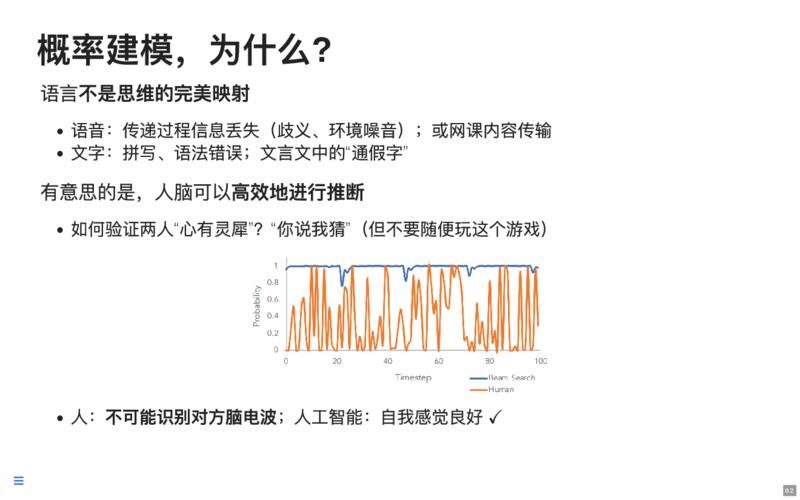 概率建模，为什么？
语言不是思维的完美映射
• 语音：传递过程信息丢失（歧义、环境噪音）；或网课内容传输
• 文字：拼写、语法错误；文言文中的“通假字”
有意思的是，人脑可以高效地进行推断
• 如何验证两人“心有灵犀”？“你说我猜”（但不要随便玩这个游戏）
Probability
1
0.8
0.6
0.4
0.2
0
0 20 40 60 80 100
Timestep
Beam Search
Human
• 人：不可能识别对方脑电波；人工智能：自我感觉良好 ✓
6.2